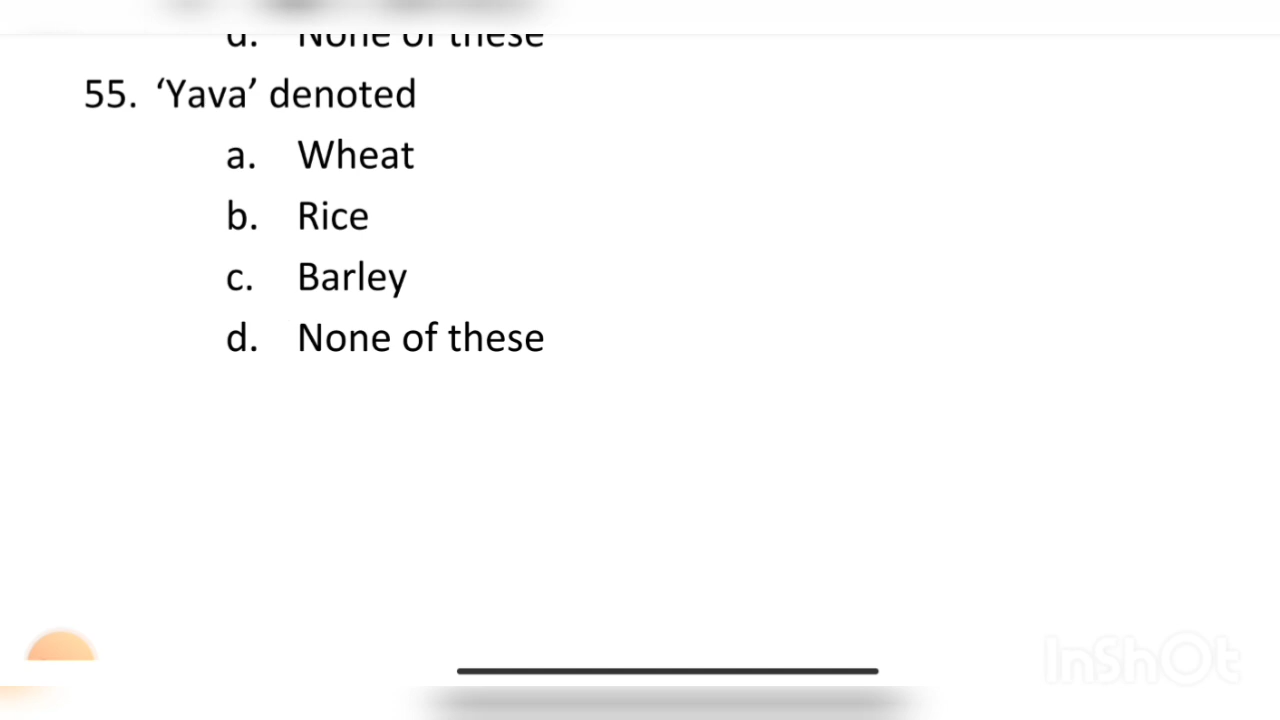 d. None of these
55. ‘Yava’ denoted
a. Wheat
b. Rice
c. Barley
d. None of these
InShOt